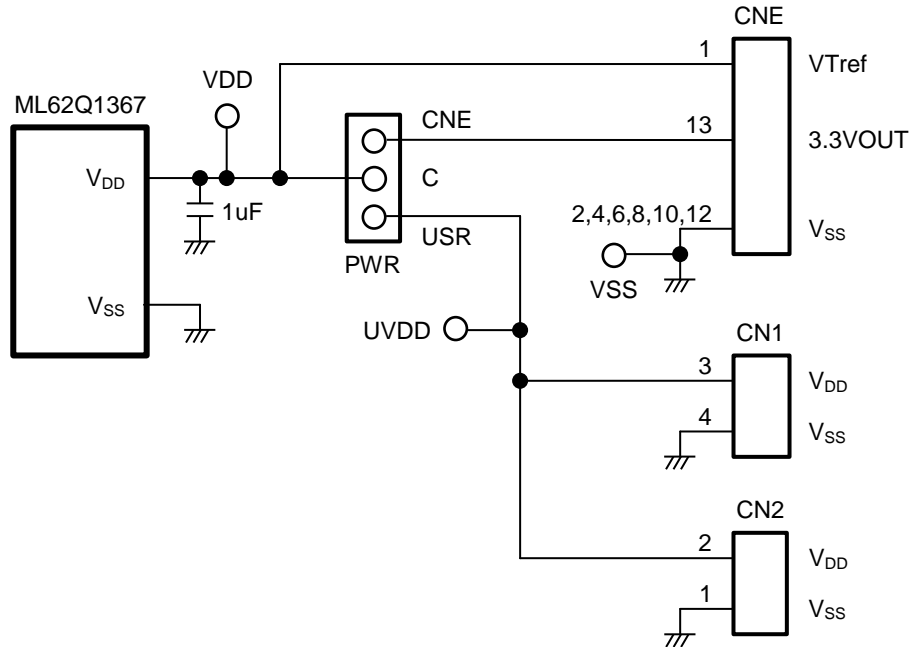 CNE
1
VTref
VDD
ML62Q1367
CNE
13
3.3VOUT
VDD
C
1uF
USR
2,4,6,8,10,12
VSS
PWR
VSS
VSS
UVDD
CN1
3
VDD
4
VSS
CN2
2
VDD
1
VSS